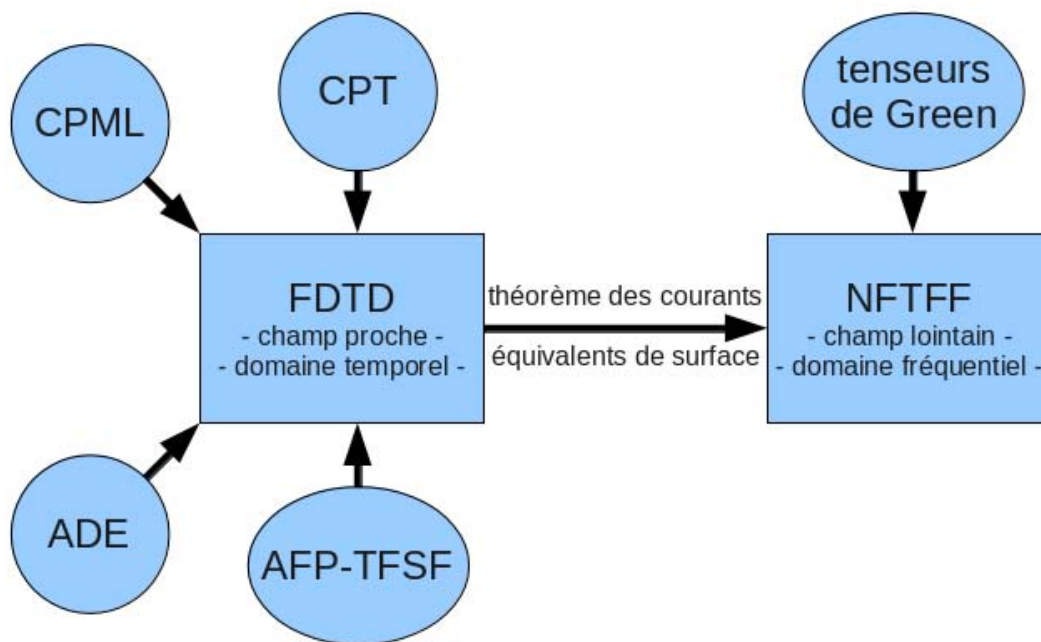 CPML
CPT
tenseurs
de Green
FDTD
- champ proche -
- domaine temporel -
théorème des courants
équivalents de surface
NFTFF
- champ lointain -
- domaine fréquentiel -
ADE
AFP-TFSF